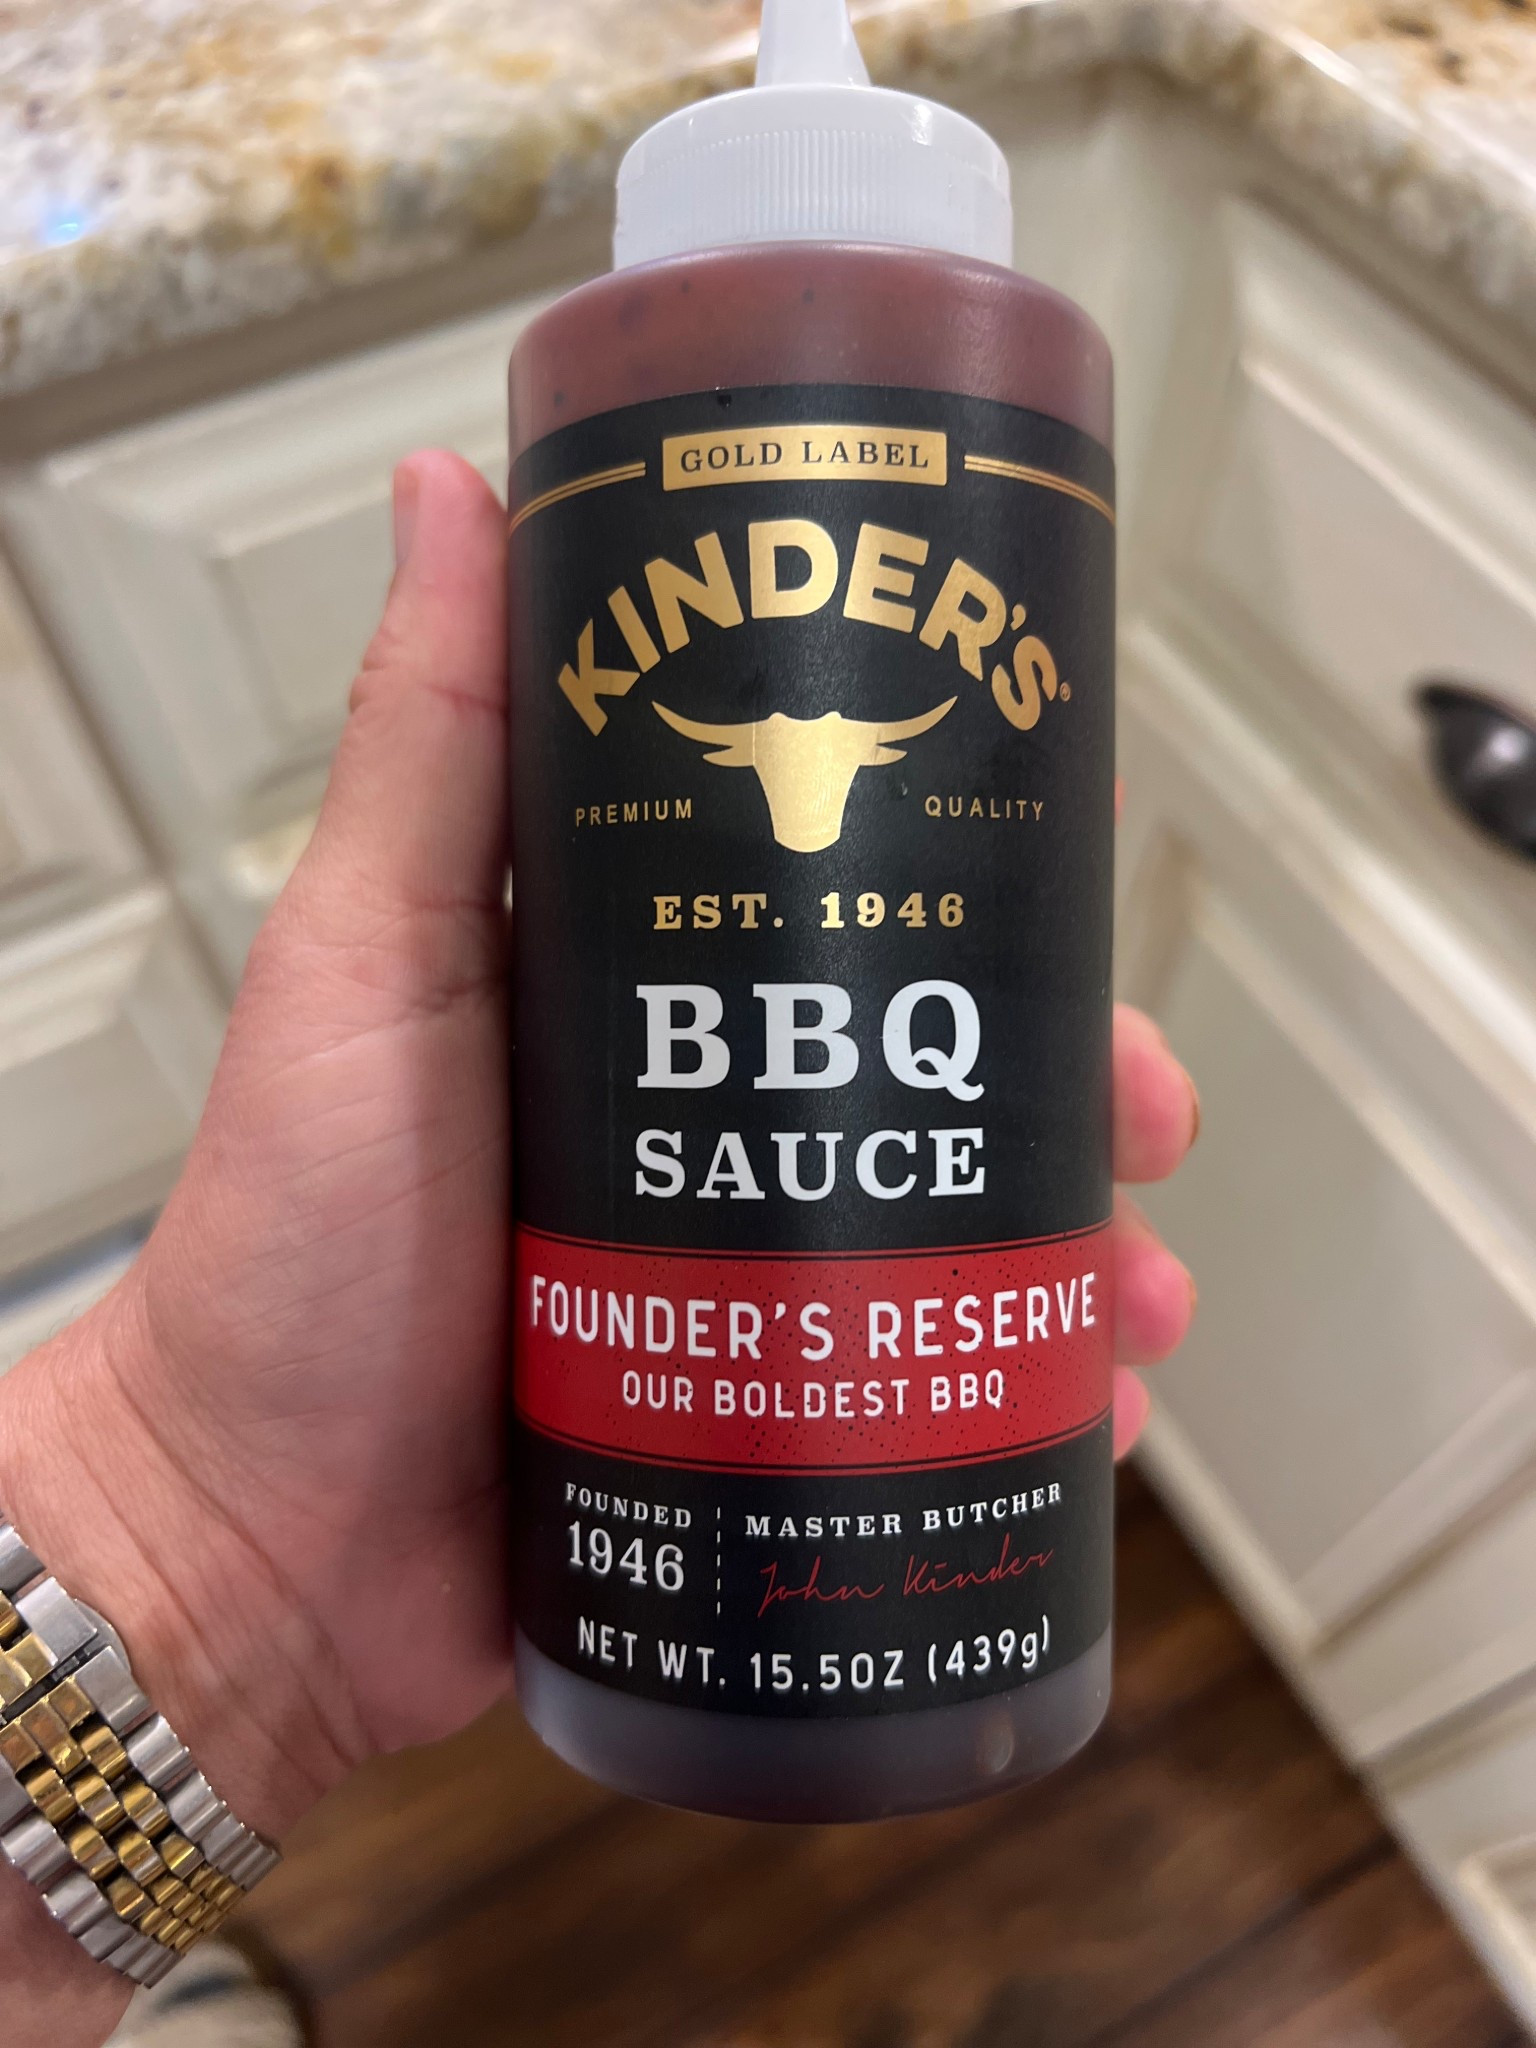 GOLD LABEL
KINDER'S®
PREMIUM QUALITY
EST. 1946
BBQ
SAUCE
FOUNDER'S RESERVE
OUR BOLDEST BBQ
FOUNDED
1946
MASTER BUTCHER
John Kinder
NET WT. 15.5OZ (439g)